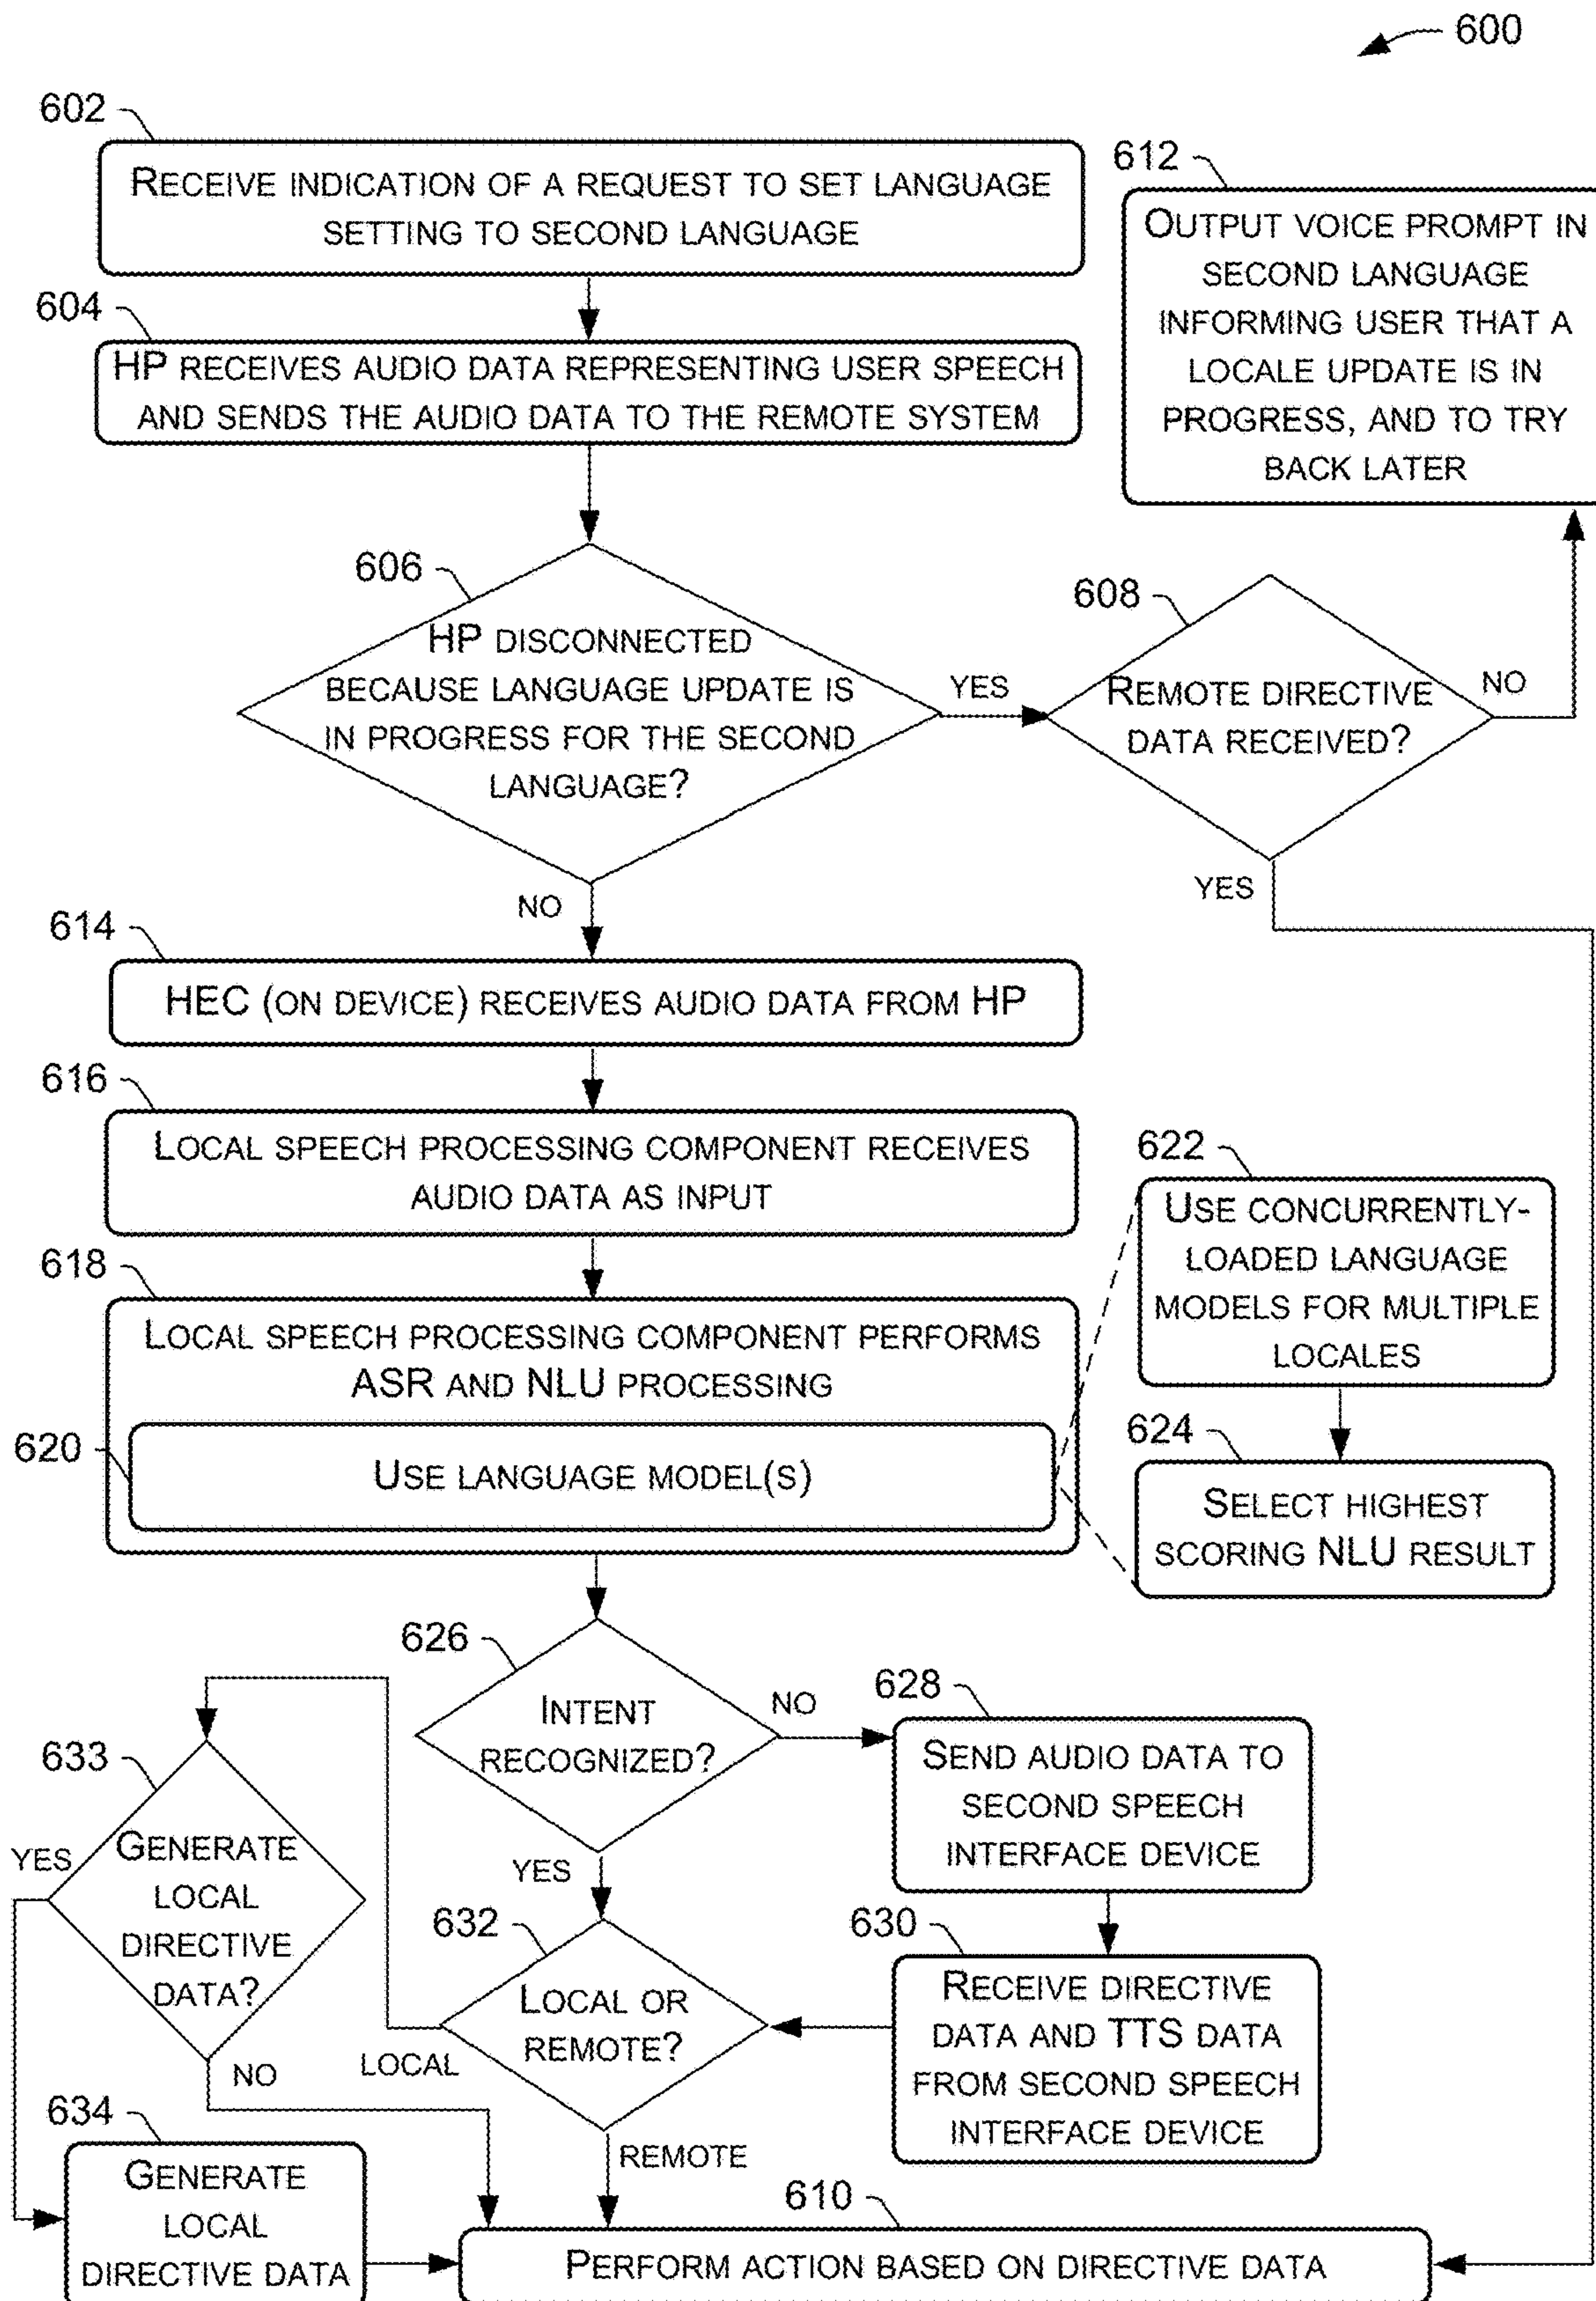 600
602
RECEIVE INDICATION OF A REQUEST TO SET LANGUAGE
SETTING TO SECOND LANGUAGE
612
OUTPUT VOICE PROMPT IN
SECOND LANGUAGE
INFORMING USER THAT A
LOCALE UPDATE IS IN
PROGRESS, AND TO TRY
BACK LATER
604
HP RECEIVES AUDIO DATA REPRESENTING USER SPEECH
AND SENDS THE AUDIO DATA TO THE REMOTE SYSTEM
606
HP DISCONNECTED
BECAUSE LANGUAGE UPDATE IS
IN PROGRESS FOR THE SECOND
LANGUAGE?
YES
NO
608
REMOTE DIRECTIVE
DATA RECEIVED?
NO
YES
614
HEC (ON DEVICE) RECEIVES AUDIO DATA FROM HP
616
LOCAL SPEECH PROCESSING COMPONENT RECEIVES
AUDIO DATA AS INPUT
618
LOCAL SPEECH PROCESSING COMPONENT PERFORMS
ASR AND NLU PROCESSING
620
USE LANGUAGE MODEL(S)
622
USE CONCURRENTLY-
LOADED LANGUAGE
MODELS FOR MULTIPLE
LOCALES
624
SELECT HIGHEST
SCORING NLU RESULT
626
INTENT
RECOGNIZED?
NO
YES
628
SEND AUDIO DATA TO
SECOND SPEECH
INTERFACE DEVICE
630
RECEIVE DIRECTIVE
DATA AND TTS DATA
FROM SECOND SPEECH
INTERFACE DEVICE
632
LOCAL OR
REMOTE?
LOCAL
REMOTE
633
GENERATE
LOCAL
DIRECTIVE
DATA?
YES
NO
634
GENERATE
LOCAL
DIRECTIVE DATA
610
PERFORM ACTION BASED ON DIRECTIVE DATA